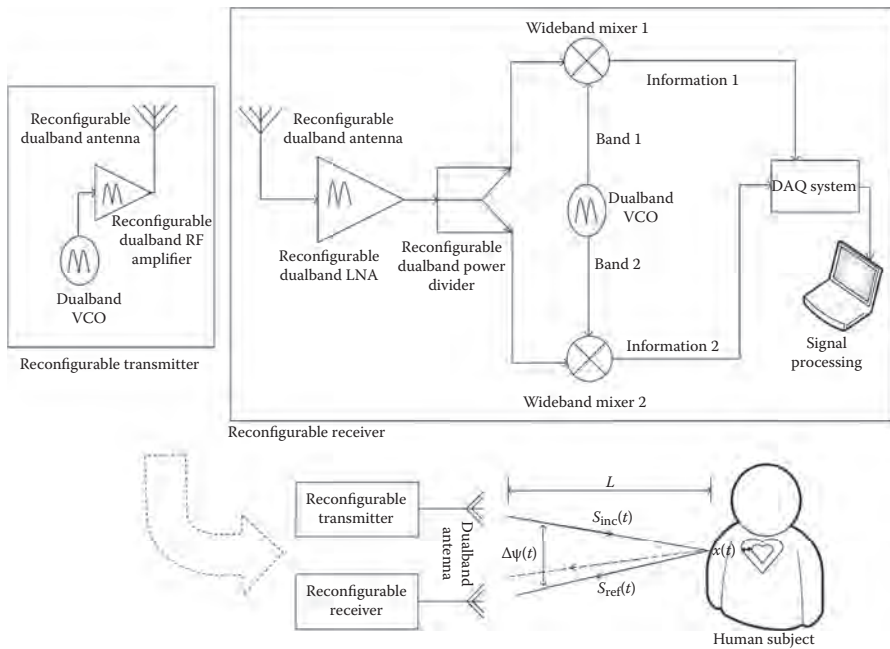 Wideband mixer 1
Information 1
Reconfigurable
dualband antenna
Reconfigurable
dualband antenna
Band 1
DAQ system
Dualband
VCO
Reconfigurable
dualband RF
amplifier
Reconfigurable
dualband LNA
Reconfigurable
dualband power
divider
Band 2
Dualband
VCO
Information 2
Signal
processing
Reconfigurable transmitter
Wideband mixer 2
Reconfigurable receiver
Reconfigurable
transmitter
Dualband
antenna
Reconfigurable
receiver
L
Sinc(t)
Δψ(t)
x(t)
Sref(t)
Human subject